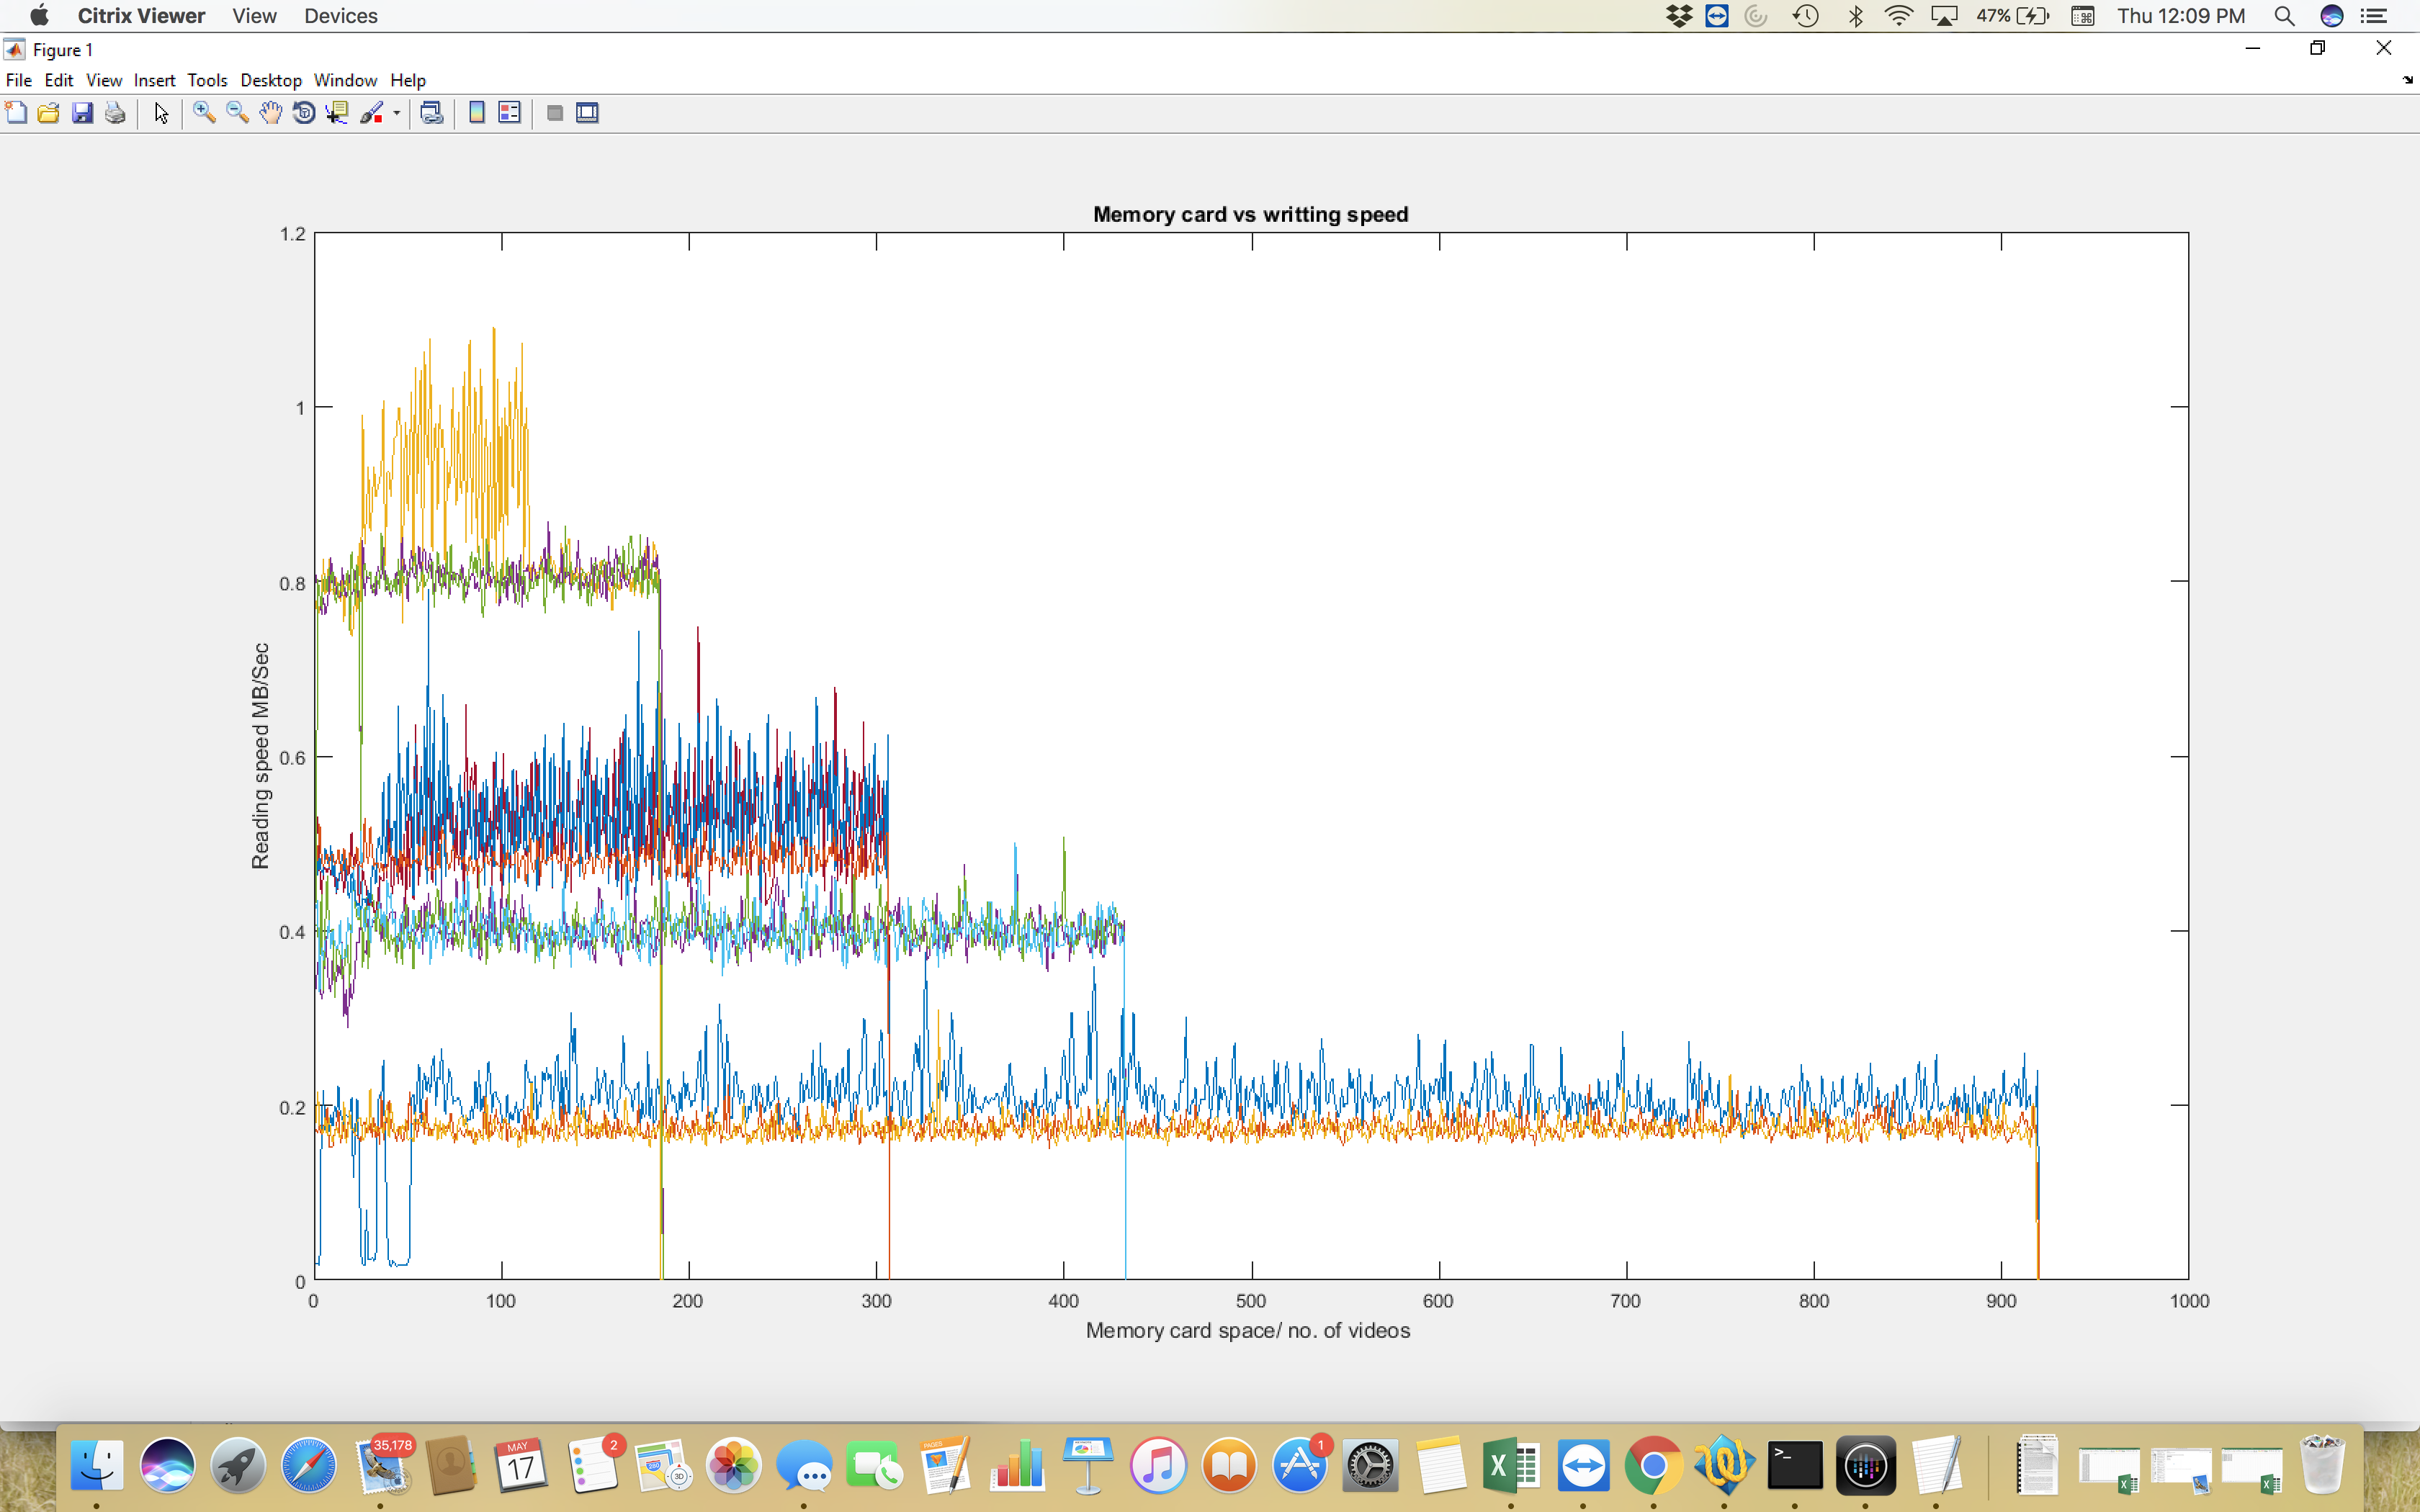 Citrix Viewer View Devices 47% Thu 12:09 PM
Figure 1
File Edit View Insert Tools Desktop Window Help
Memory card vs writting speed
1.2
1
0.8
0.6
0.4
0.2
0
Reading speed MB/Sec
0 100 200 300 400 500 600 700 800 900 1000
Memory card space/ no. of videos
35,178 MAY 17 2 3D PAGES 1 X >_ X X